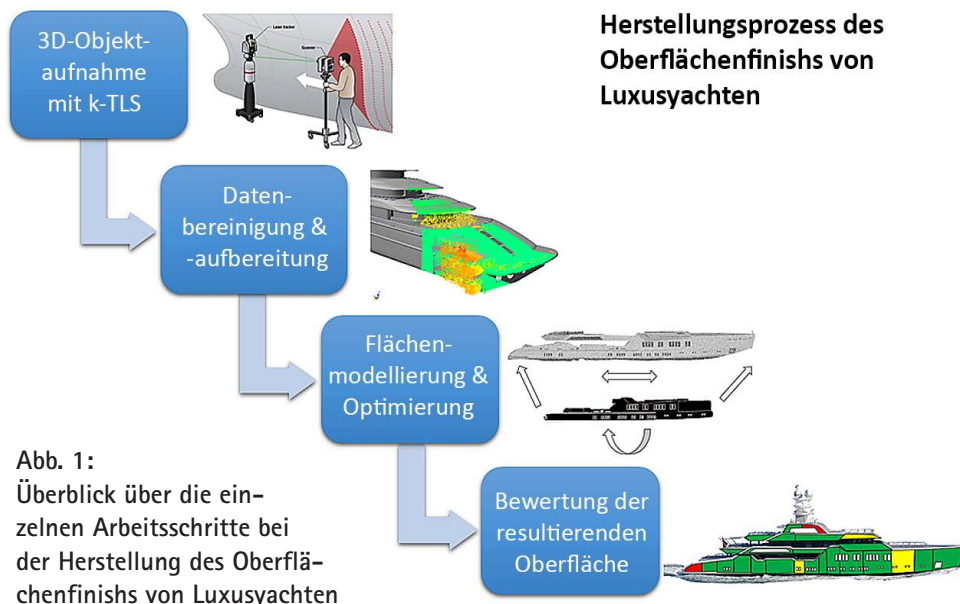 Herstellungsprozess des
Oberflächenfinishs von
Luxusyachten
3D-Objekt-
aufnahme
mit k-TLS
Laser tracker
Scanner
Daten-
bereinigung &
-aufbereitung
Flächen-
modellierung &
Optimierung
Bewertung der
resultierenden
Oberfläche
Abb. 1:
Überblick über die ein-
zelnen Arbeitsschritte bei
der Herstellung des Oberflä-
chenfinishs von Luxusyachten